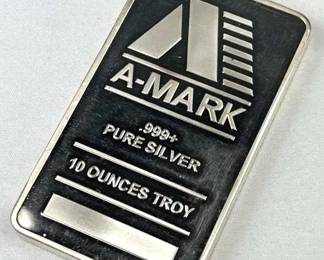 A-MARK
.999+
PURE SILVER
10 OUNCES TROY